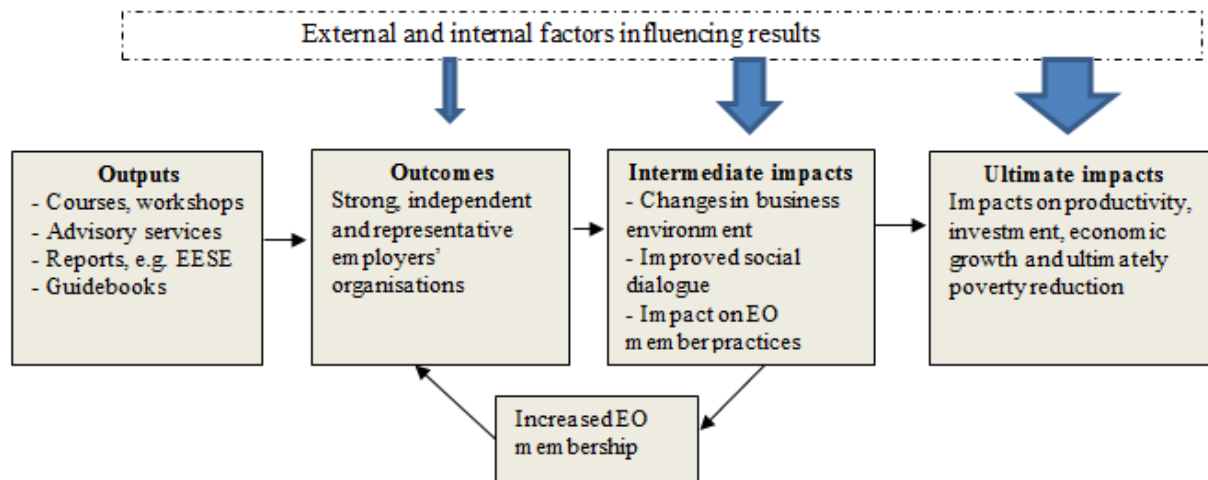 External and internal factors influencing results
Outputs
- Courses, workshops
- Advisory services
- Reports, e.g. EESE
- Guidebooks
Outcomes
Strong, independent
and representative
employers’
organisations
Intermediate impacts
- Changes in business
environment
- Improved social
dialogue
- Impact on EO
member practices
Ultimate impacts
Impacts on productivity,
investment, economic
growth and ultimately
poverty reduction
Increased EO
membership